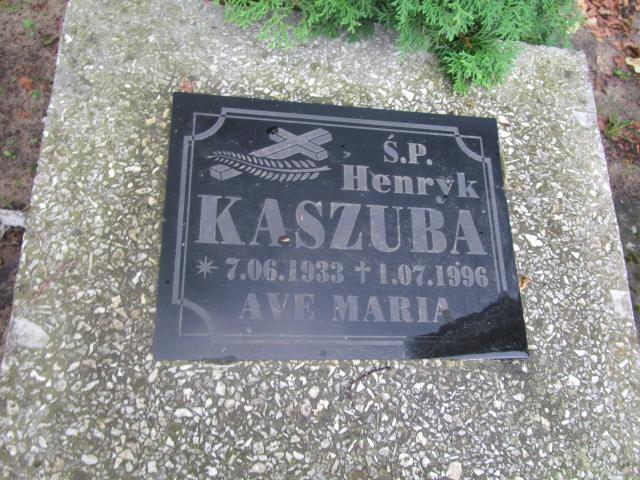 Ś.P.
Henryk
KASZUBA
* 7.06.1933 † 1.07.1996
AVE MARIA